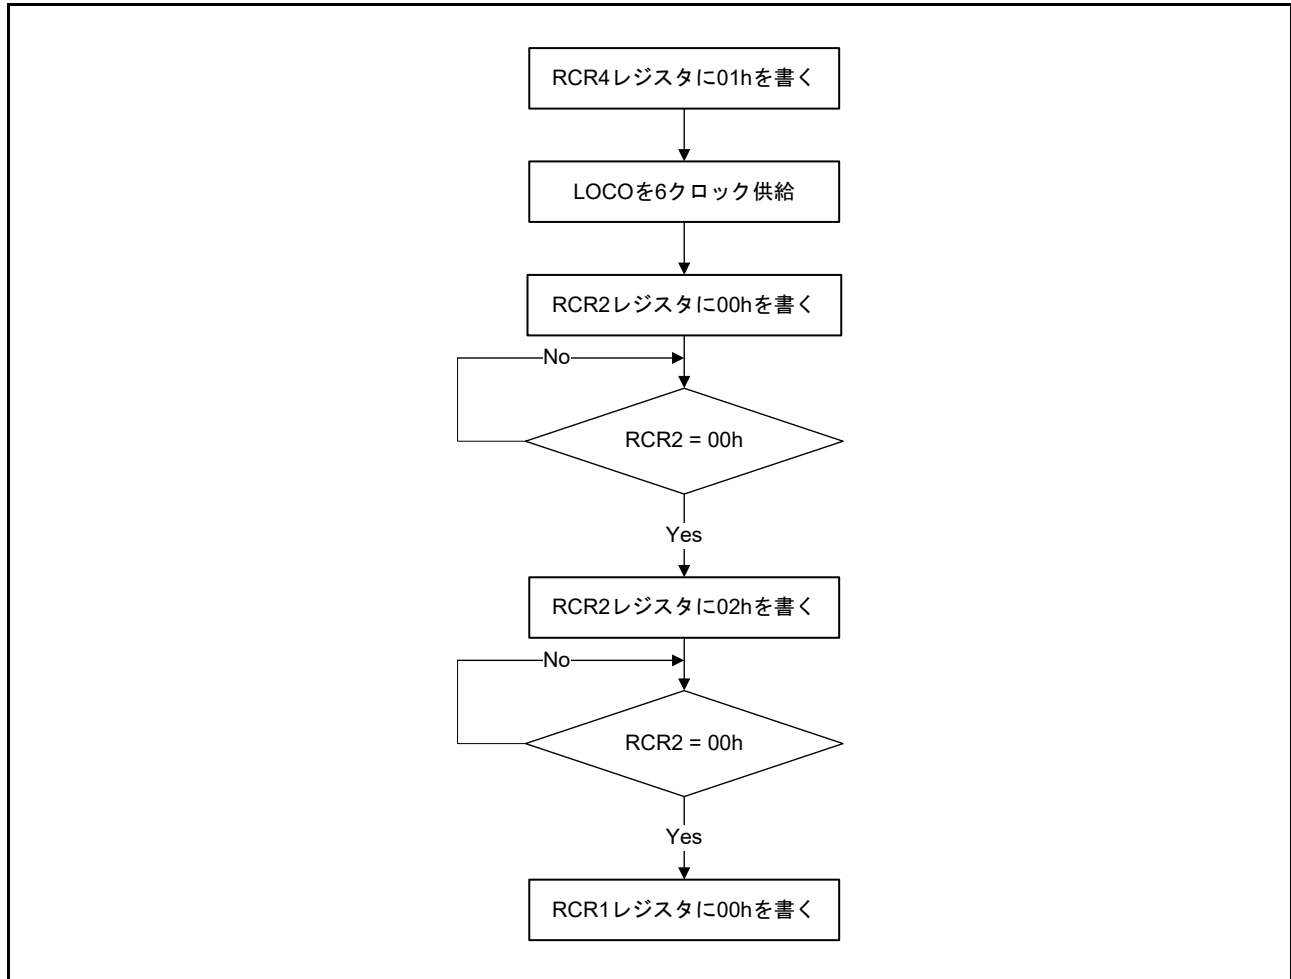 RCR4レジスタに01hを書く
LOCOを6クロック供給
RCR2レジスタに00hを書く
No
RCR2 = 00h
Yes
RCR2レジスタに02hを書く
No
RCR2 = 00h
Yes
RCR1レジスタに00hを書く